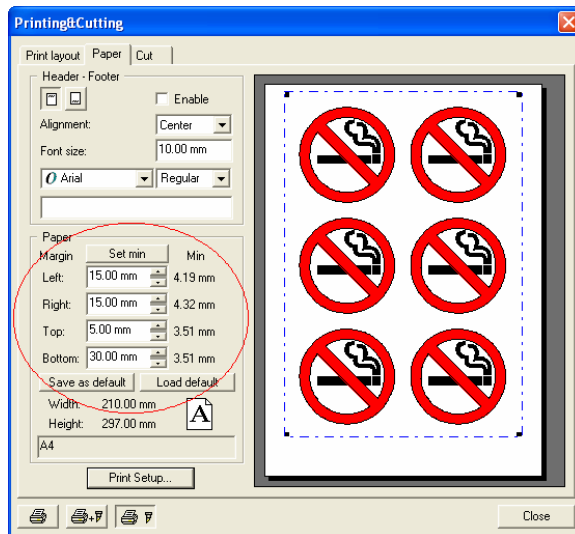 Printing&Cutting
Print layout Paper Cut
Header - Footer
Enable
Alignment: Center
Font size: 10.00 mm
O Arial Regular
Paper
Margin Set min Min
Left: 15.00 mm 4.19 mm
Right: 15.00 mm 4.32 mm
Top: 5.00 mm 3.51 mm
Bottom: 30.00 mm 3.51 mm
Save as default Load default
Width: 210.00 mm
Height: 297.00 mm
A
A4
Print Setup...
Close